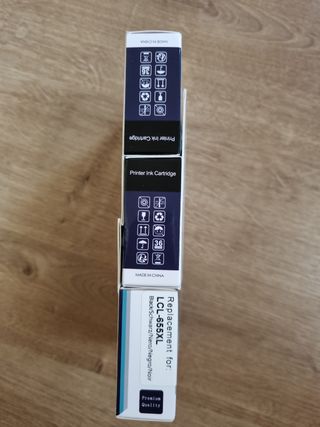 MADE IN CHINA
Printer Ink Cartridge
Printer Ink Cartridge
36
MADE IN CHINA
Replacement for:
LCL-655XL
Black/Schwarz/Nero/Negro/Noir
Premium
Quality